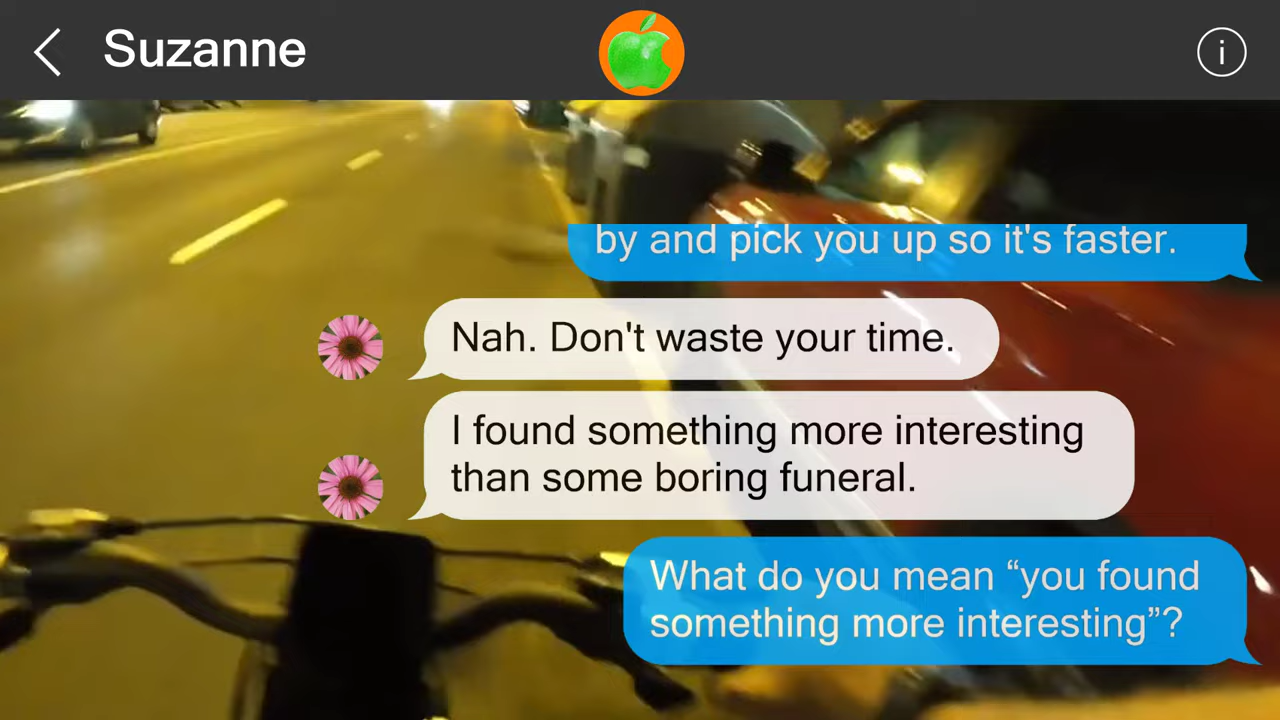 Suzanne
by and pick you up so it's faster.
Nah. Don't waste your time.
I found something more interesting
than some boring funeral.
What do you mean “you found
something more interesting”?